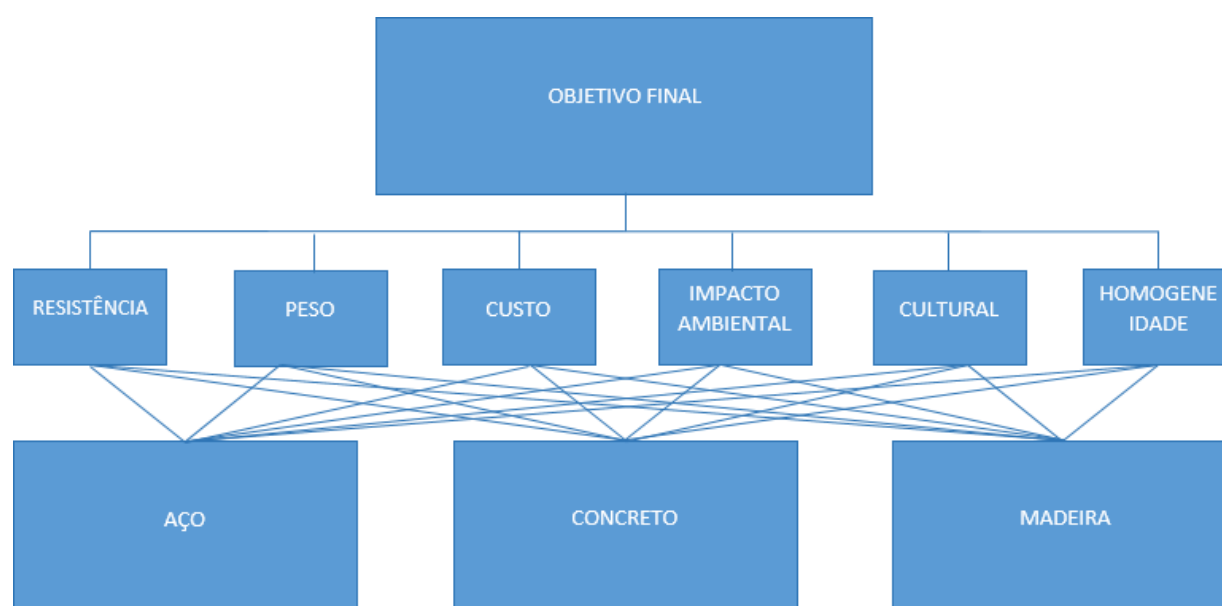 OBJETIVO FINAL
RESISTÊNCIA
PESO
CUSTO
IMPACTO
AMBIENTAL
CULTURAL
HOMOGENE
IDADE
AÇO
CONCRETO
MADEIRA